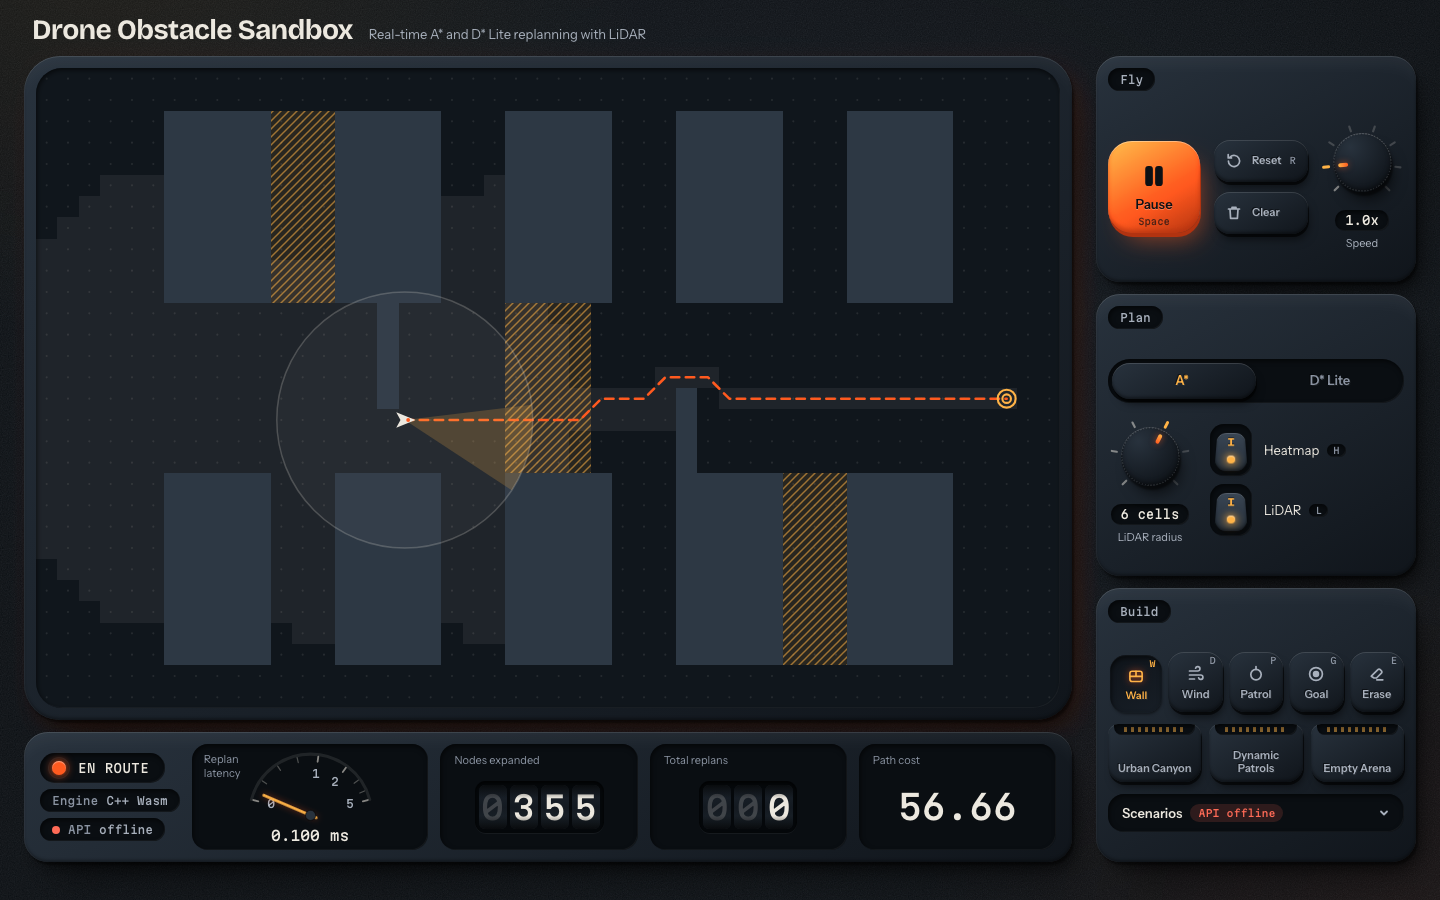 Drone Obstacle Sandbox Real-time A* and D* Lite replanning with LiDAR
Fly
Pause
Space
Reset R
Clear
1.0x
Speed
Plan
A* D* Lite
6 cells
LiDAR radius
I Heatmap H
I LiDAR L
Build
W
Wall
D
Wind
P
Patrol
G
Goal
E
Erase
Urban Canyon
Dynamic
Patrols
Empty Arena
Scenarios API offline
EN ROUTE
Engine C++ Wasm
API offline
Replan
latency
0 1 2 5
0.100 ms
Nodes expanded
0355
Total replans
000
Path cost
56.66